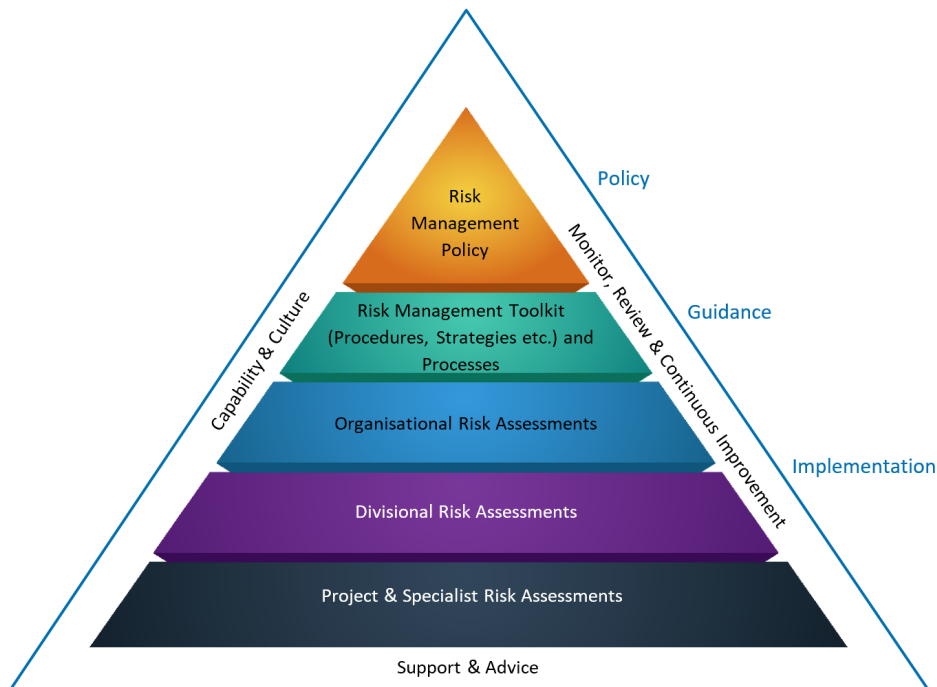 Policy
Risk
Management
Policy
Monitor, Review & Continuous Improvement
Guidance
Capability & Culture
Risk Management Toolkit
(Procedures, Strategies etc.) and
Processes
Organisational Risk Assessments
Implementation
Divisional Risk Assessments
Project & Specialist Risk Assessments
Support & Advice